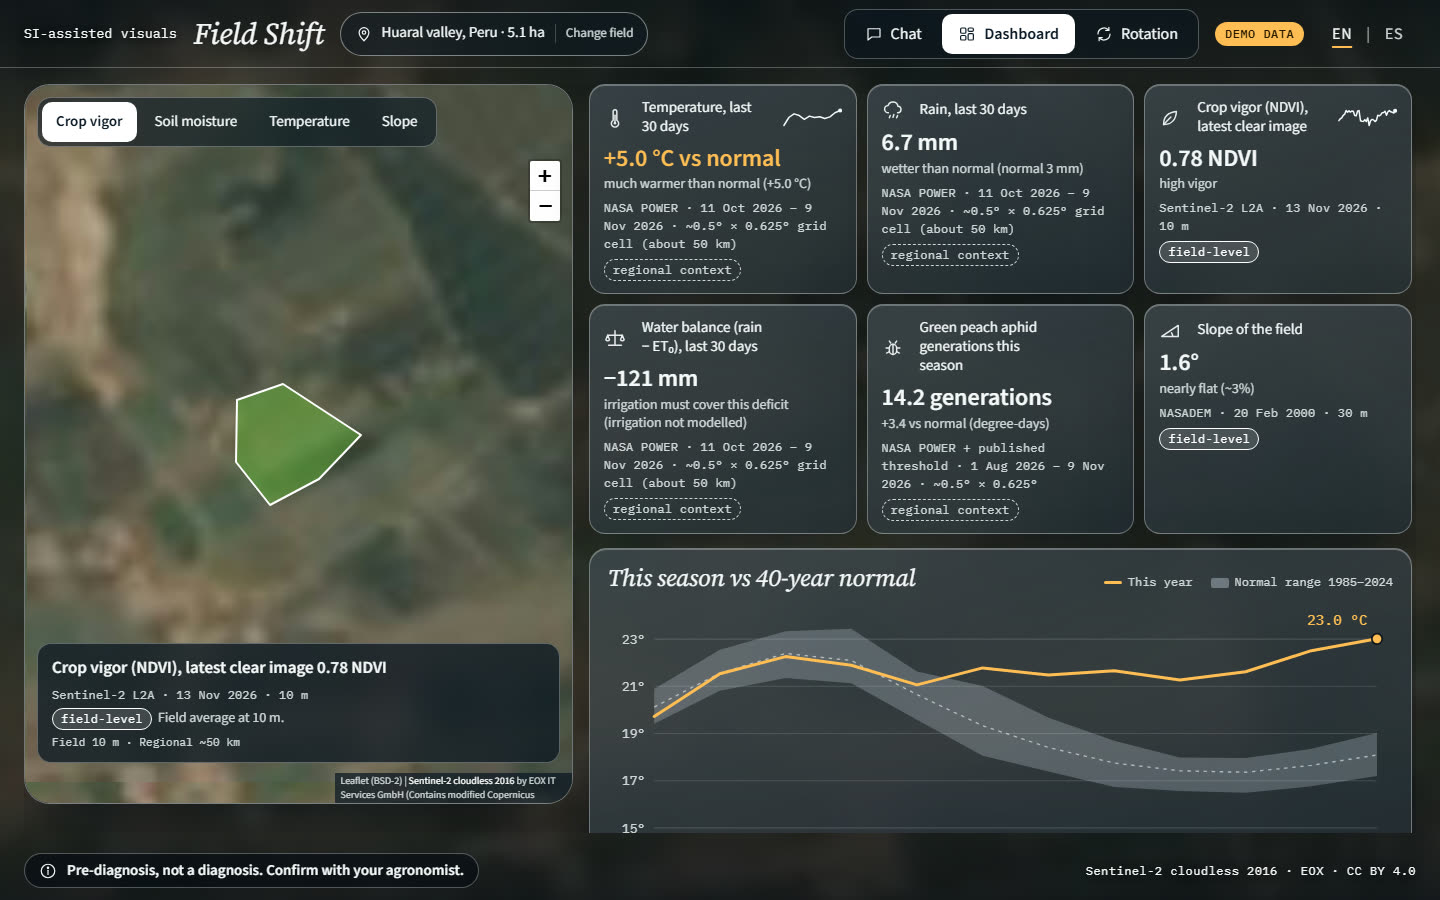 SI-assisted visuals
Field Shift
Huaral valley, Peru · 5.1 ha
Change field
Chat
Dashboard
Rotation
DEMO DATA
EN | ES
Crop vigor
Soil moisture
Temperature
Slope
+
−
Crop vigor (NDVI), latest clear image 0.78 NDVI
Sentinel-2 L2A · 13 Nov 2026 · 10 m
field-level Field average at 10 m.
Field 10 m · Regional ~50 km
Leaflet (BSD-2) | Sentinel-2 cloudless 2016 by EOX IT
Services GmbH (Contains modified Copernicus
Temperature, last
30 days
+5.0 °C vs normal
much warmer than normal (+5.0 °C)
NASA POWER · 11 Oct 2026 – 9
Nov 2026 · ~0.5° × 0.625° grid
cell (about 50 km)
regional context
Rain, last 30 days
6.7 mm
wetter than normal (normal 3 mm)
NASA POWER · 11 Oct 2026 – 9
Nov 2026 · ~0.5° × 0.625° grid
cell (about 50 km)
regional context
Crop vigor (NDVI),
latest clear image
0.78 NDVI
high vigor
Sentinel-2 L2A · 13 Nov 2026 ·
10 m
field-level
Water balance (rain
− ET₀), last 30 days
−121 mm
irrigation must cover this deficit
(irrigation not modelled)
NASA POWER · 11 Oct 2026 – 9
Nov 2026 · ~0.5° × 0.625° grid
cell (about 50 km)
regional context
Green peach aphid
generations this
season
14.2 generations
+3.4 vs normal (degree-days)
NASA POWER + published
threshold · 1 Aug 2026 – 9 Nov
2026 · ~0.5° × 0.625°
regional context
Slope of the field
1.6°
nearly flat (~3%)
NASADEM · 20 Feb 2000 · 30 m
field-level
This season vs 40-year normal
This year
Normal range 1985–2024
23.0 °C
23°
21°
19°
17°
15°
Pre-diagnosis, not a diagnosis. Confirm with your agronomist.
Sentinel-2 cloudless 2016 · EOX · CC BY 4.0